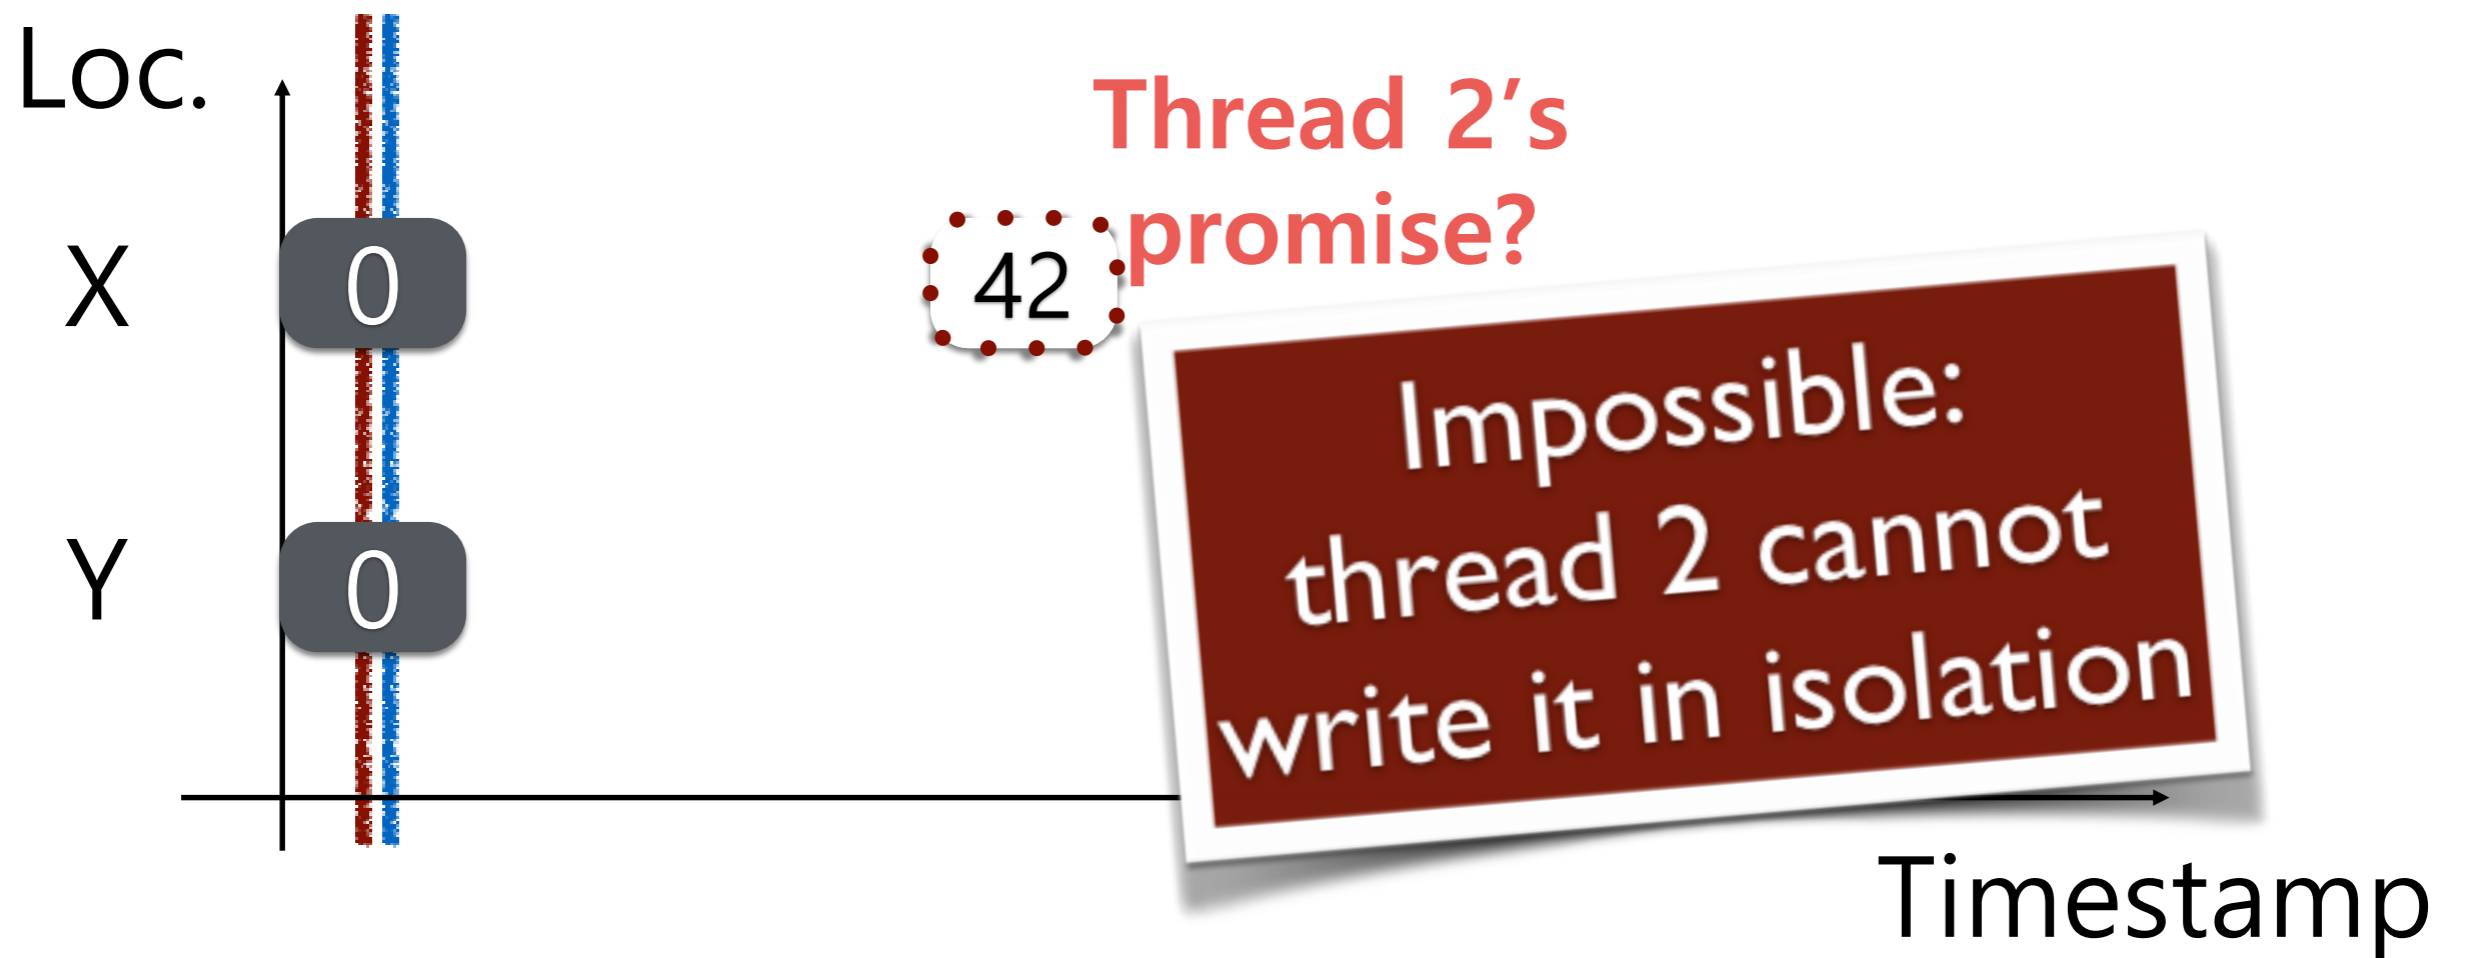 Loc.
Thread 2’s
promise?
X
0
42
Impossible:
thread 2 cannot
write it in isolation
Y
0
Timestamp